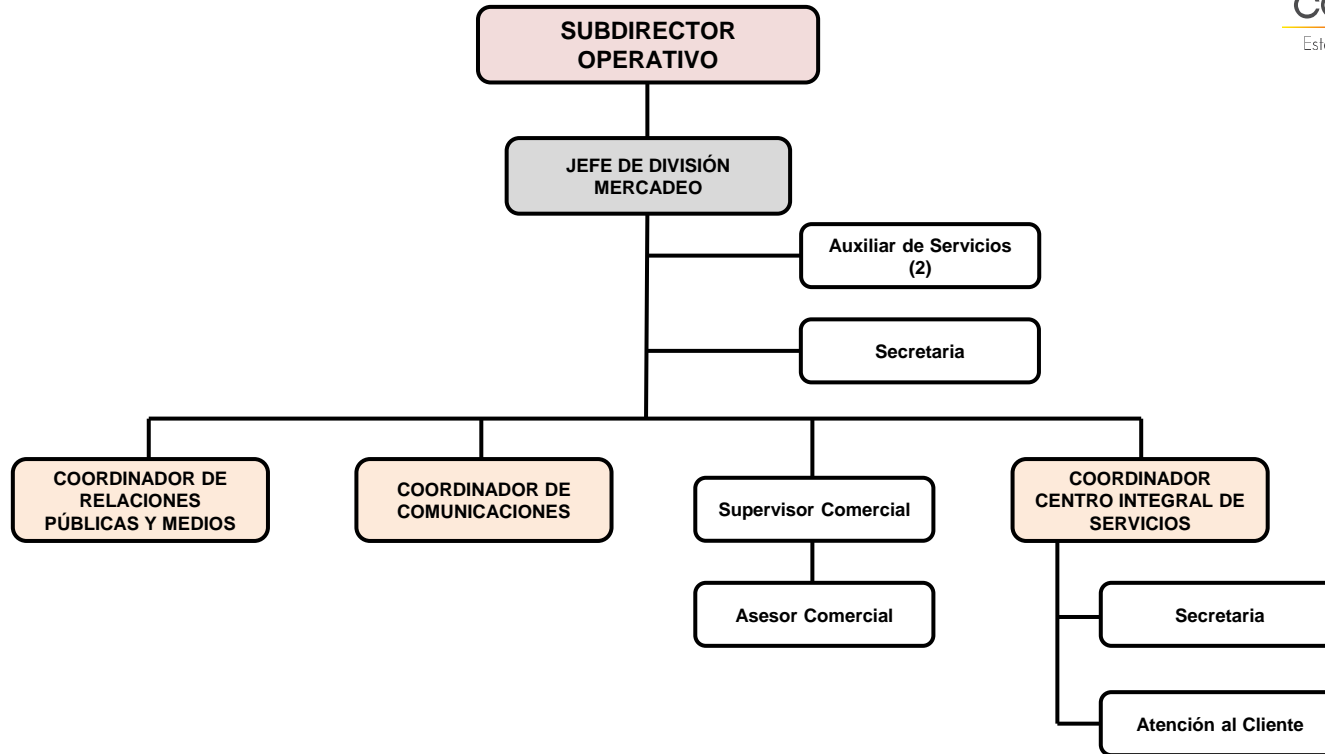 SUBDIRECTOR
OPERATIVO
JEFE DE DIVISIÓN
MERCADEO
Auxiliar de Servicios
(2)
Secretaria
COORDINADOR DE
RELACIONES
PÚBLICAS Y MEDIOS
COORDINADOR DE
COMUNICACIONES
Supervisor Comercial
COORDINADOR
CENTRO INTEGRAL DE
SERVICIOS
Asesor Comercial
Secretaria
Atención al Cliente